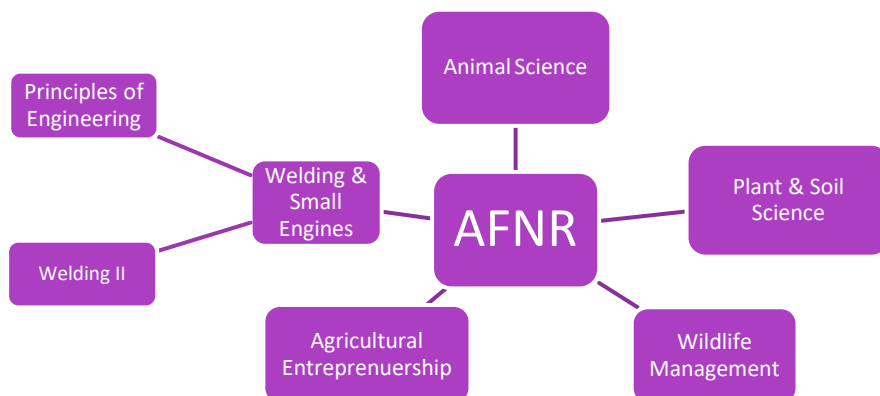 Animal Science
Principles of
Engineering
Welding &
Small
Engines
AFNR
Plant & Soil
Science
Welding II
Agricultural
Entreprenuership
Wildlife
Management